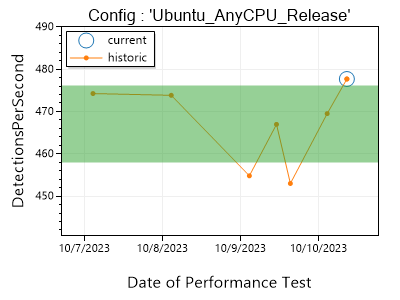 Config : 'Ubuntu_AnyCPU_Release'
current
historic
490
480
470
460
450
DetectionsPerSecond
10/7/2023
10/8/2023
10/9/2023
10/10/2023
Date of Performance Test